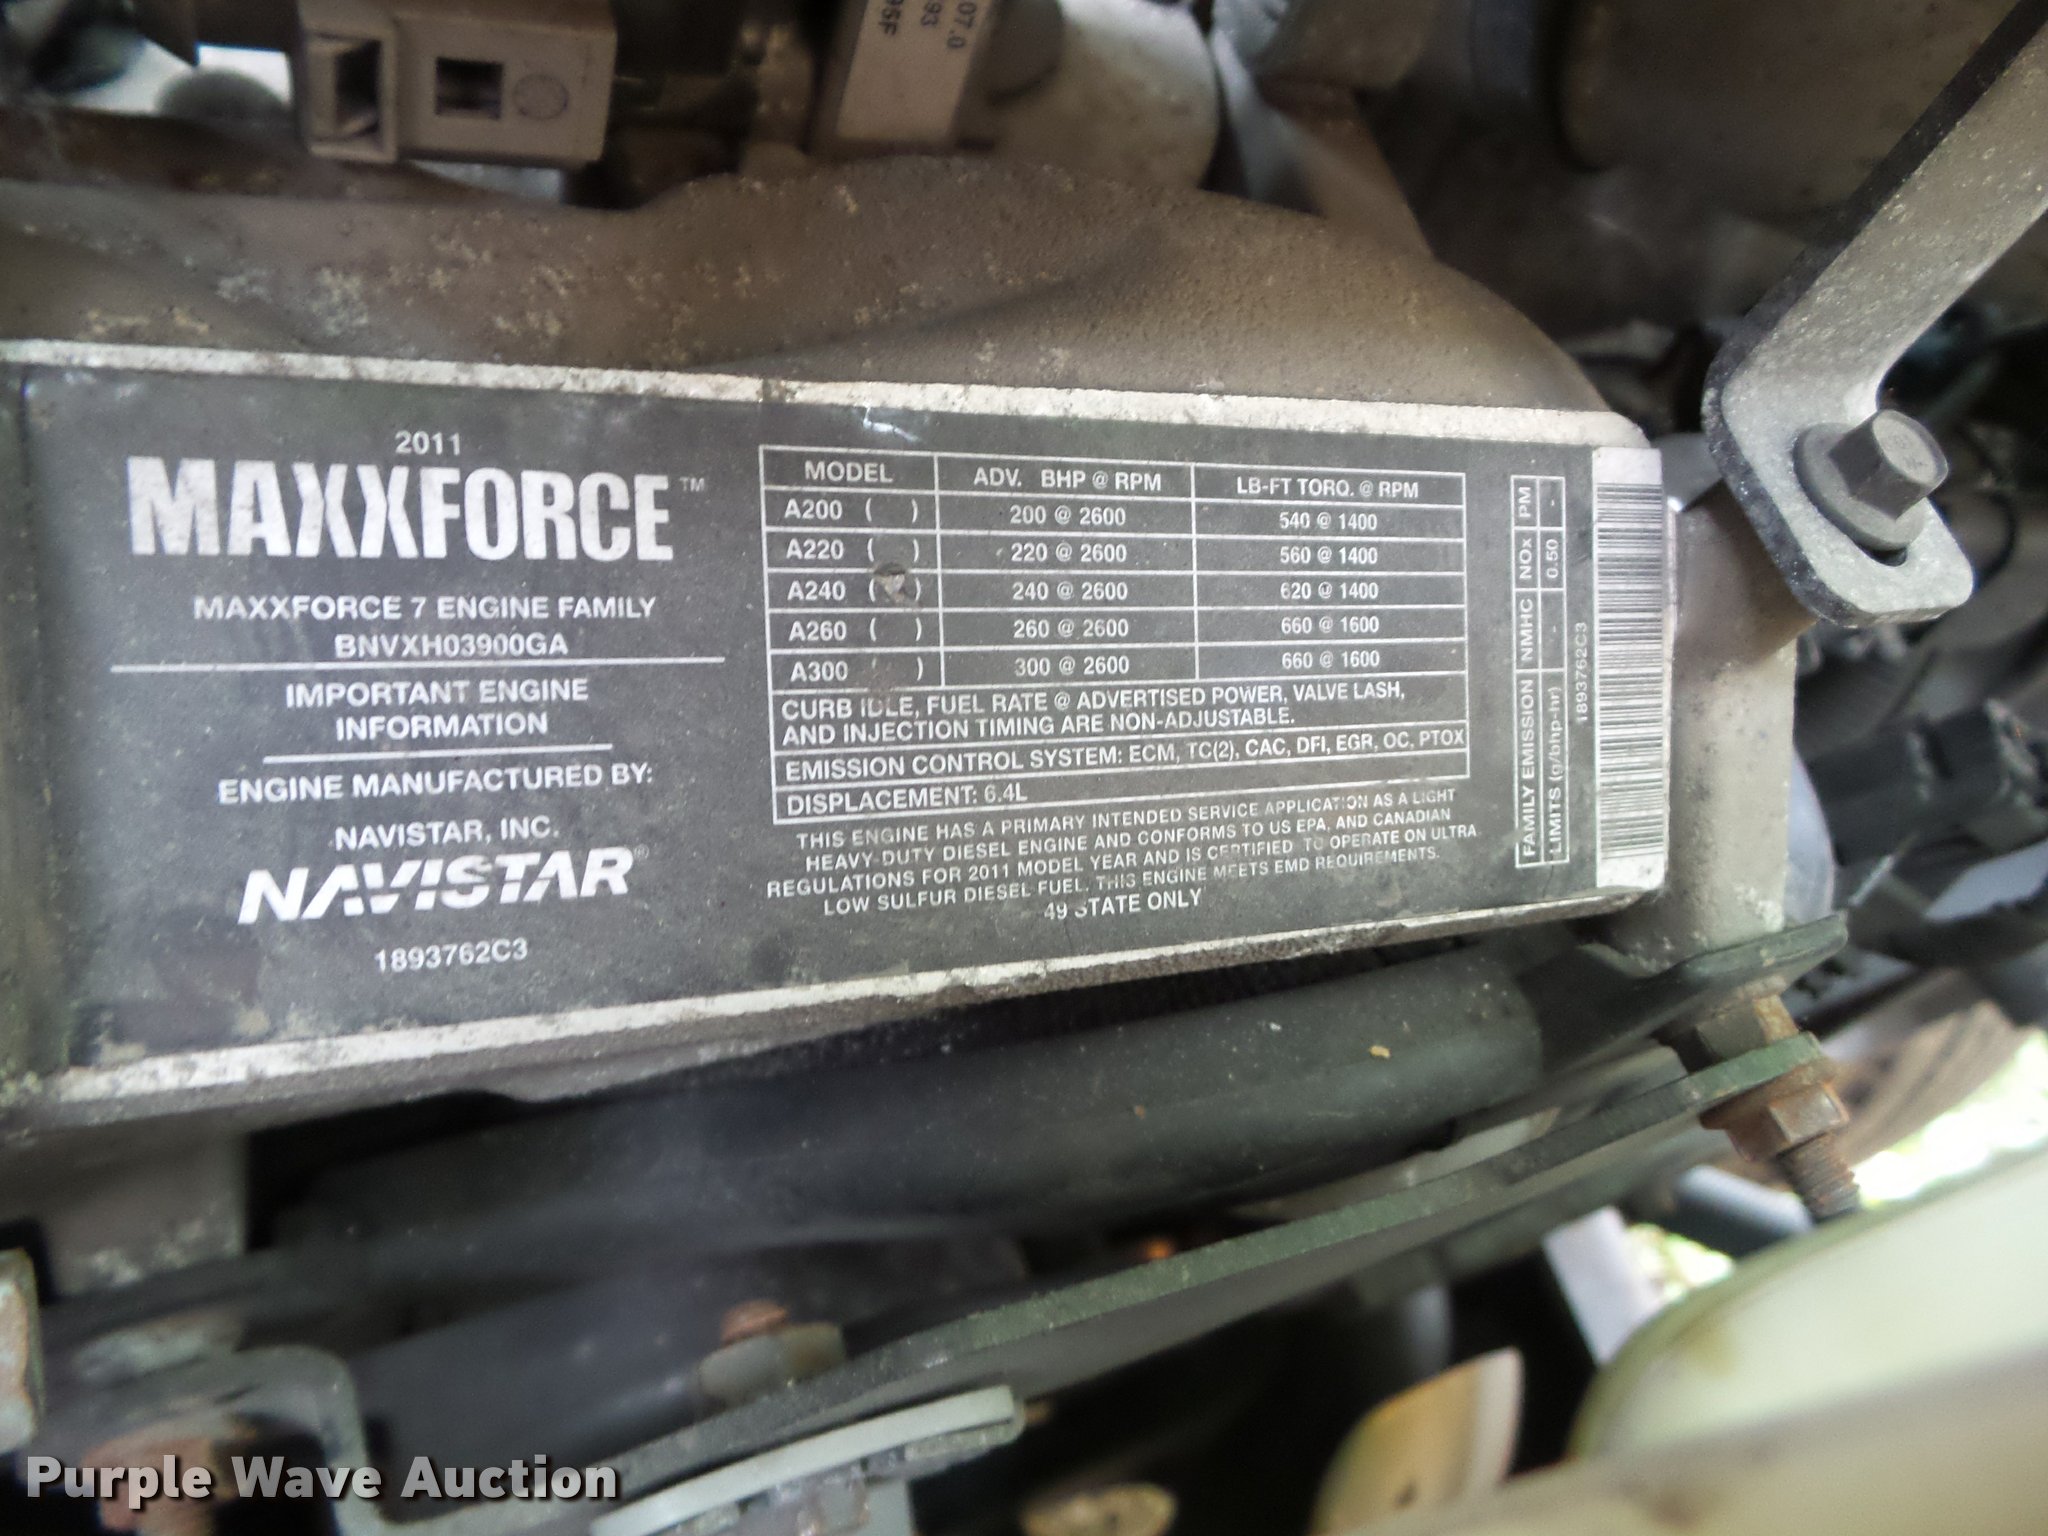 07.0
93
95F
2011
MAXXFORCE™
MAXXFORCE 7 ENGINE FAMILY
BNVXH03900GA
IMPORTANT ENGINE
INFORMATION
ENGINE MANUFACTURED BY:
NAVISTAR, INC.
NAVISTAR®
1893762C3
MODEL ADV. BHP @ RPM LB-FT TORQ. @ RPM
A200 ( ) 200 @ 2600 540 @ 1400
A220 ( ) 220 @ 2600 560 @ 1400
A240 ( ) 240 @ 2600 620 @ 1400
A260 ( ) 260 @ 2600 660 @ 1600
A300 ) 300 @ 2600 660 @ 1600
CURB IDLE, FUEL RATE @ ADVERTISED POWER, VALVE LASH,
AND INJECTION TIMING ARE NON-ADJUSTABLE.
EMISSION CONTROL SYSTEM: ECM, TC(2), CAC, DFI, EGR, OC, PTOX
DISPLACEMENT: 6.4L
THIS ENGINE HAS A PRIMARY INTENDED SERVICE APPLICATION AS A LIGHT
HEAVY-DUTY DIESEL ENGINE AND CONFORMS TO US EPA, AND CANADIAN
REGULATIONS FOR 2011 MODEL YEAR AND IS CERTIFIED TO OPERATE ON ULTRA
LOW SULFUR DIESEL FUEL. THIS ENGINE MEETS EMD REQUIREMENTS.
49 STATE ONLY
FAMILY EMISSION NMHC NOx PM
LIMITS (g/bhp-hr) - 0.50 -
1893762C3
Purple Wave Auction